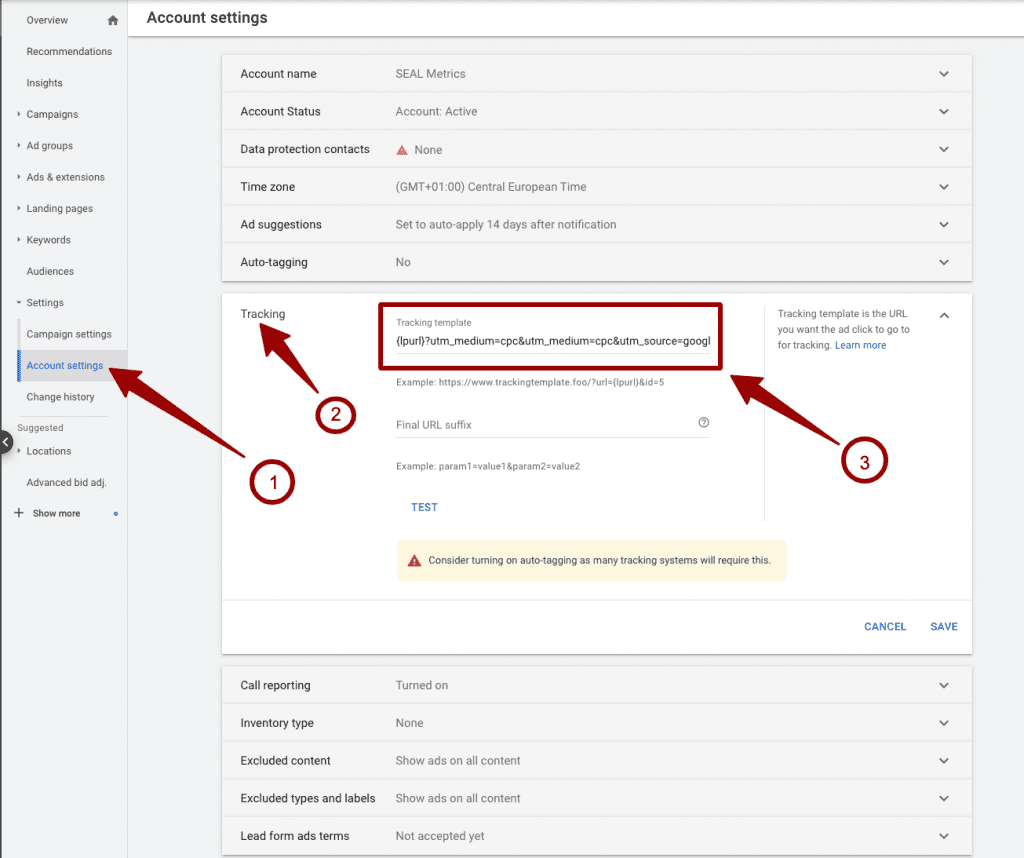 Overview
Recommendations
Insights
Campaigns
Ad groups
Ads & extensions
Landing pages
Keywords
Audiences
Settings
Campaign settings
Account settings
Change history
Suggested
Locations
Advanced bid adj.
Show more
Account settings
Account name SEAL Metrics
Account Status Account: Active
Data protection contacts None
Time zone (GMT+01:00) Central European Time
Ad suggestions Set to auto-apply 14 days after notification
Auto-tagging No
Tracking
Tracking template
{lpurl}?utm_medium=cpc&utm_medium=cpc&utm_source=googl
Example: https://www.trackingtemplate.foo/?url={lpurl}&id=5
Final URL suffix
Example: param1=value1&param2=value2
TEST
Consider turning on auto-tagging as many tracking systems will require this.
Tracking template is the URL
you want the ad click to go to
for tracking. Learn more
1
2
3
CANCEL SAVE
Call reporting Turned on
Inventory type None
Excluded content Show ads on all content
Excluded types and labels Show ads on all content
Lead form ads terms Not accepted yet